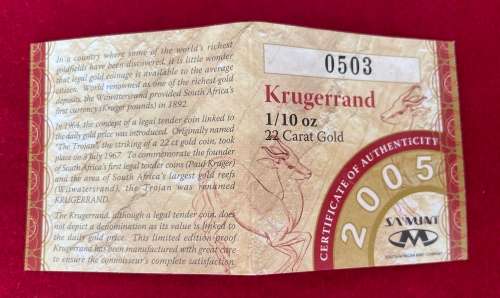 In a country where some of the world's richest
goldfields have been discovered, it is little wonder
that legal gold coinage is available to the average
citizen. World renowned as one of the richest gold
deposits, the Witwatersrand provided South Africa's
first currency (Kruger pounds) in 1892.
In 1964, the concept of a legal tender coin linked to
the daily gold price was introduced. Originally named
'The Trojan', the striking of a 22 ct gold coin, took
place on 3 July 1967. To commemorate the founder
of South Africa's first legal tender coins (Paul Kruger)
and the area of South Africa's largest gold reefs
(Witwatersrand), the Trojan was renamed
KRUGERRAND.
The Krugerrand, although a legal tender coin, does
not depict a denomination as its value is linked to
the daily gold price. This limited edition proof
Krugerrand has been manufactured with great care
to ensure the connoisseur's complete satisfaction.
0503
Krugerrand
1/10 oz
22 Carat Gold
CERTIFICATE OF AUTHENTICITY
2005
SA MINT
SOUTH AFRICAN MINT COMPANY